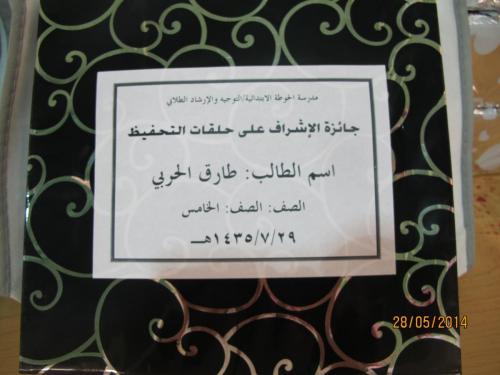 مدرسة الحوطة الابتدائية/التوجيه والإرشاد الطلابي
جائزة الإشراف على حلقات التحفيظ
اسم الطالب: طارق الحربي
الصف: الصف: الخامس
١٤٣٥/٧/٢٩هـــ
28/05/2014